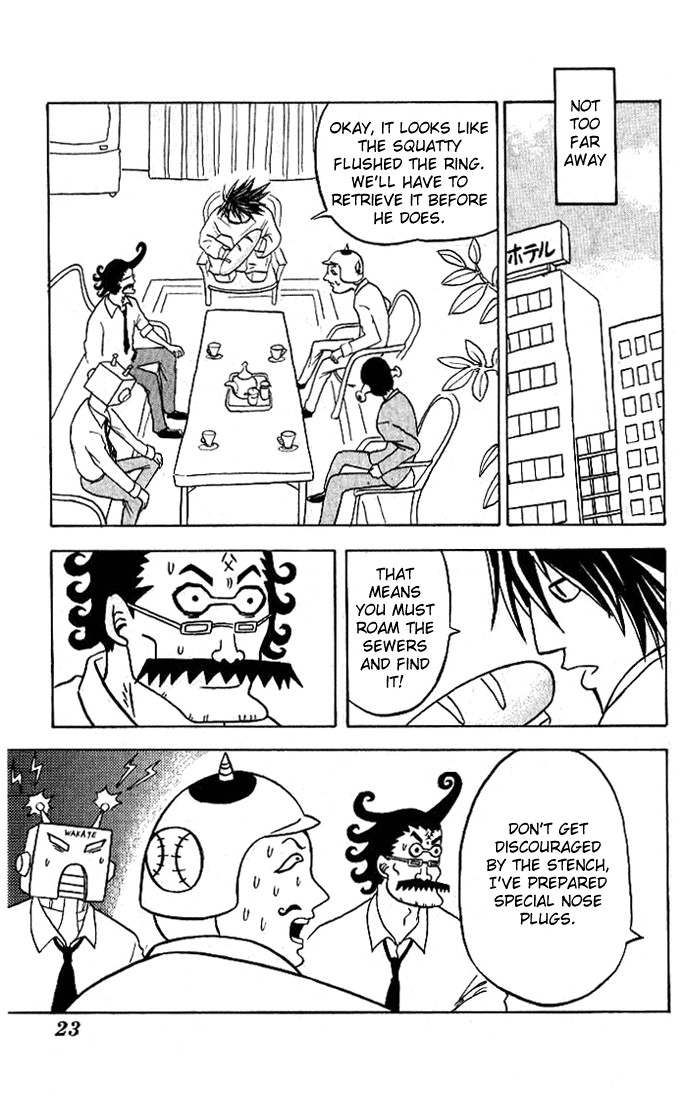 NOT
TOO
FAR
AWAY
ホテル
OKAY, IT LOOKS LIKE
THE SQUATTY
FLUSHED THE RING.
WE'LL HAVE TO
RETRIEVE IT BEFORE
HE DOES.
THAT
MEANS
YOU MUST
ROAM THE
SEWERS
AND FIND
IT!
DON'T GET
DISCOURAGED
BY THE STENCH,
I'VE PREPARED
SPECIAL NOSE
PLUGS.
WAKATE
23